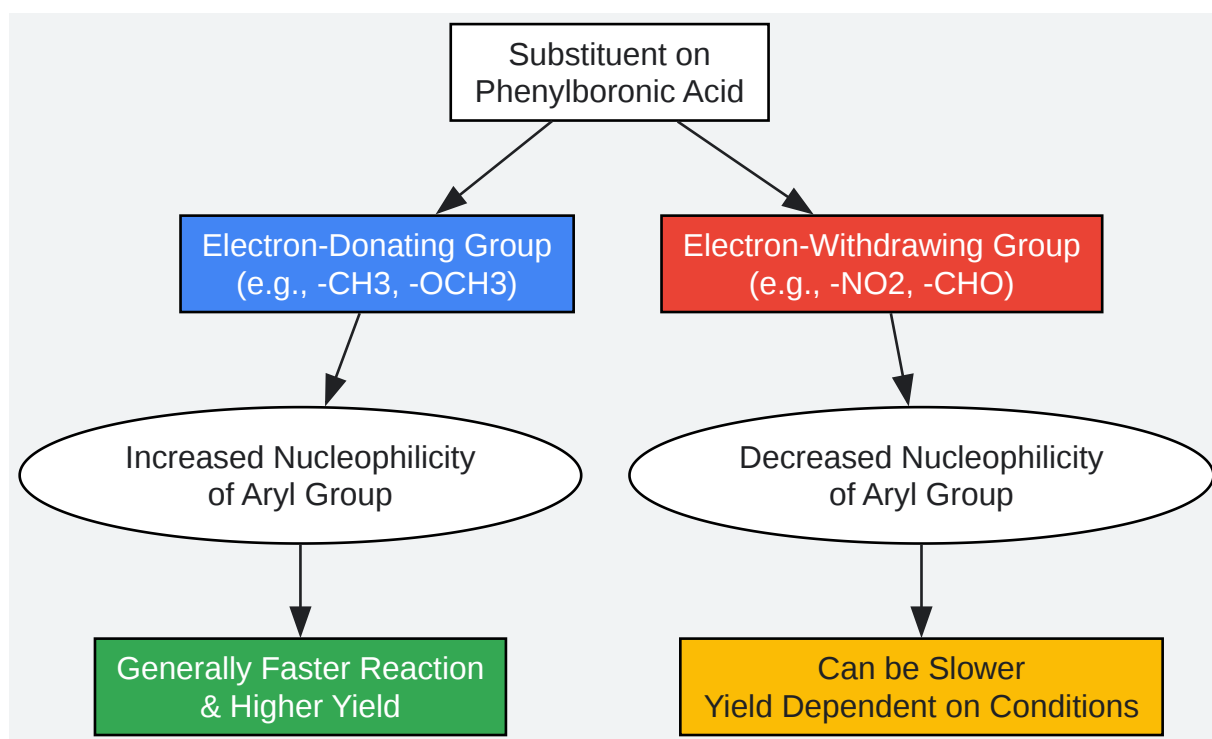 Substituent on
Phenylboronic Acid
Electron-Donating Group
(e.g., -CH3, -OCH3)
Electron-Withdrawing Group
(e.g., -NO2, -CHO)
Increased Nucleophilicity
of Aryl Group
Decreased Nucleophilicity
of Aryl Group
Generally Faster Reaction
& Higher Yield
Can be Slower
Yield Dependent on Conditions